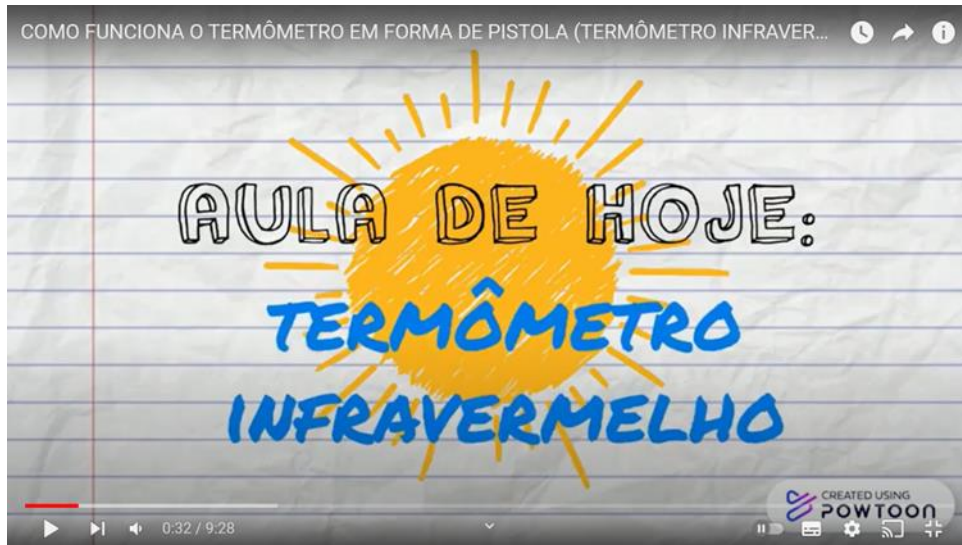 COMO FUNCIONA O TERMÔMETRO EM FORMA DE PISTOLA (TERMÔMETRO INFRAVER...
AULA DE HOJE:
TERMÔMETRO
INFRAVERMELHO
CREATED USING
POWTOON
0:32 / 9:28